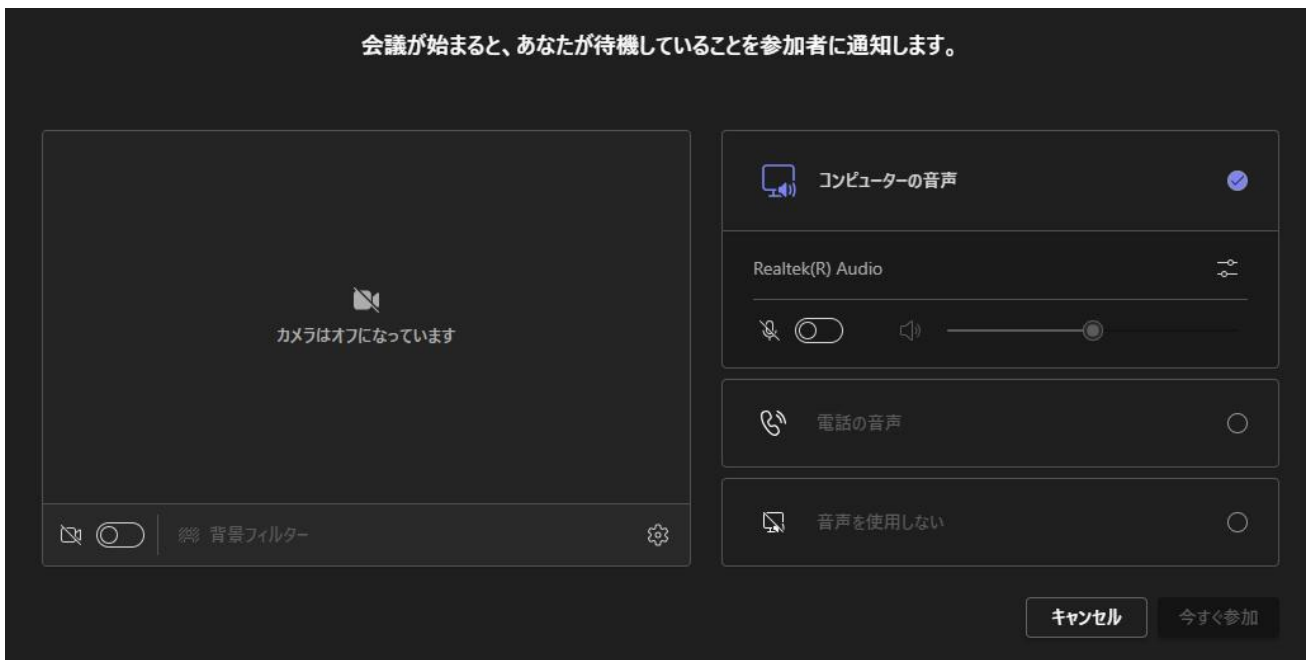 会議が始まると、あなたが待機していることを参加者に通知します。
カメラはオフになっています
背景フィルター
コンピューターの音声
Realtek(R) Audio
電話の音声
音声を使用しない
キャンセル
今すぐ参加